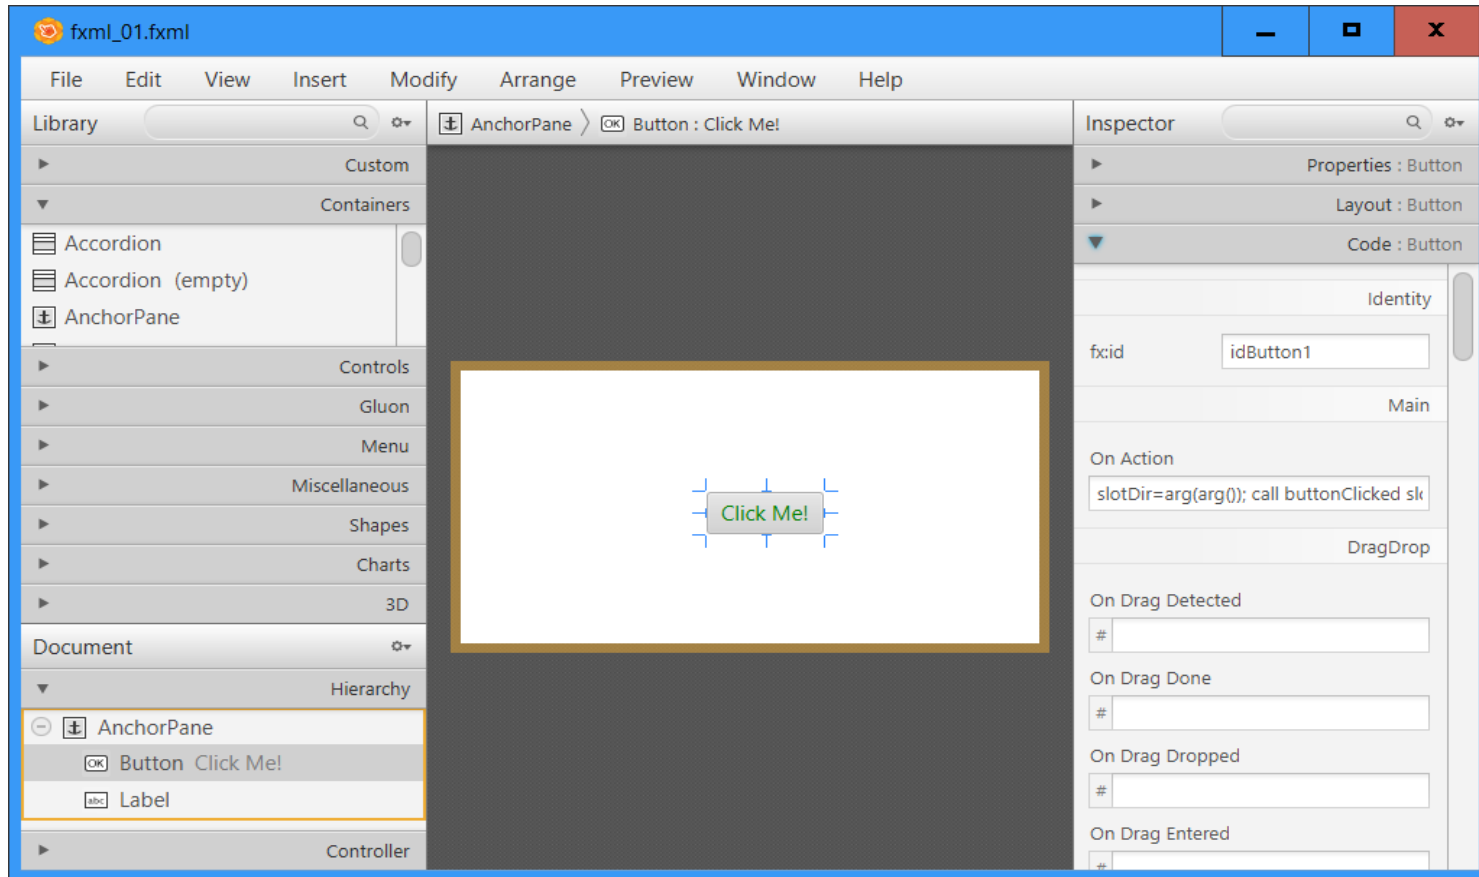 fxml_01.fxml
File Edit View Insert Modify Arrange Preview Window Help
Library
Custom
Containers
Accordion
Accordion (empty)
AnchorPane
Controls
Gluon
Menu
Miscellaneous
Shapes
Charts
3D
Document
Hierarchy
AnchorPane
OK Button Click Me!
abc Label
Controller
AnchorPane OK Button : Click Me!
Click Me!
Inspector
Properties : Button
Layout : Button
Code : Button
Identity
fx:id idButton1
Main
On Action
slotDir=arg(arg()); call buttonClicked
DragDrop
On Drag Detected
#
On Drag Done
#
On Drag Dropped
#
On Drag Entered
#